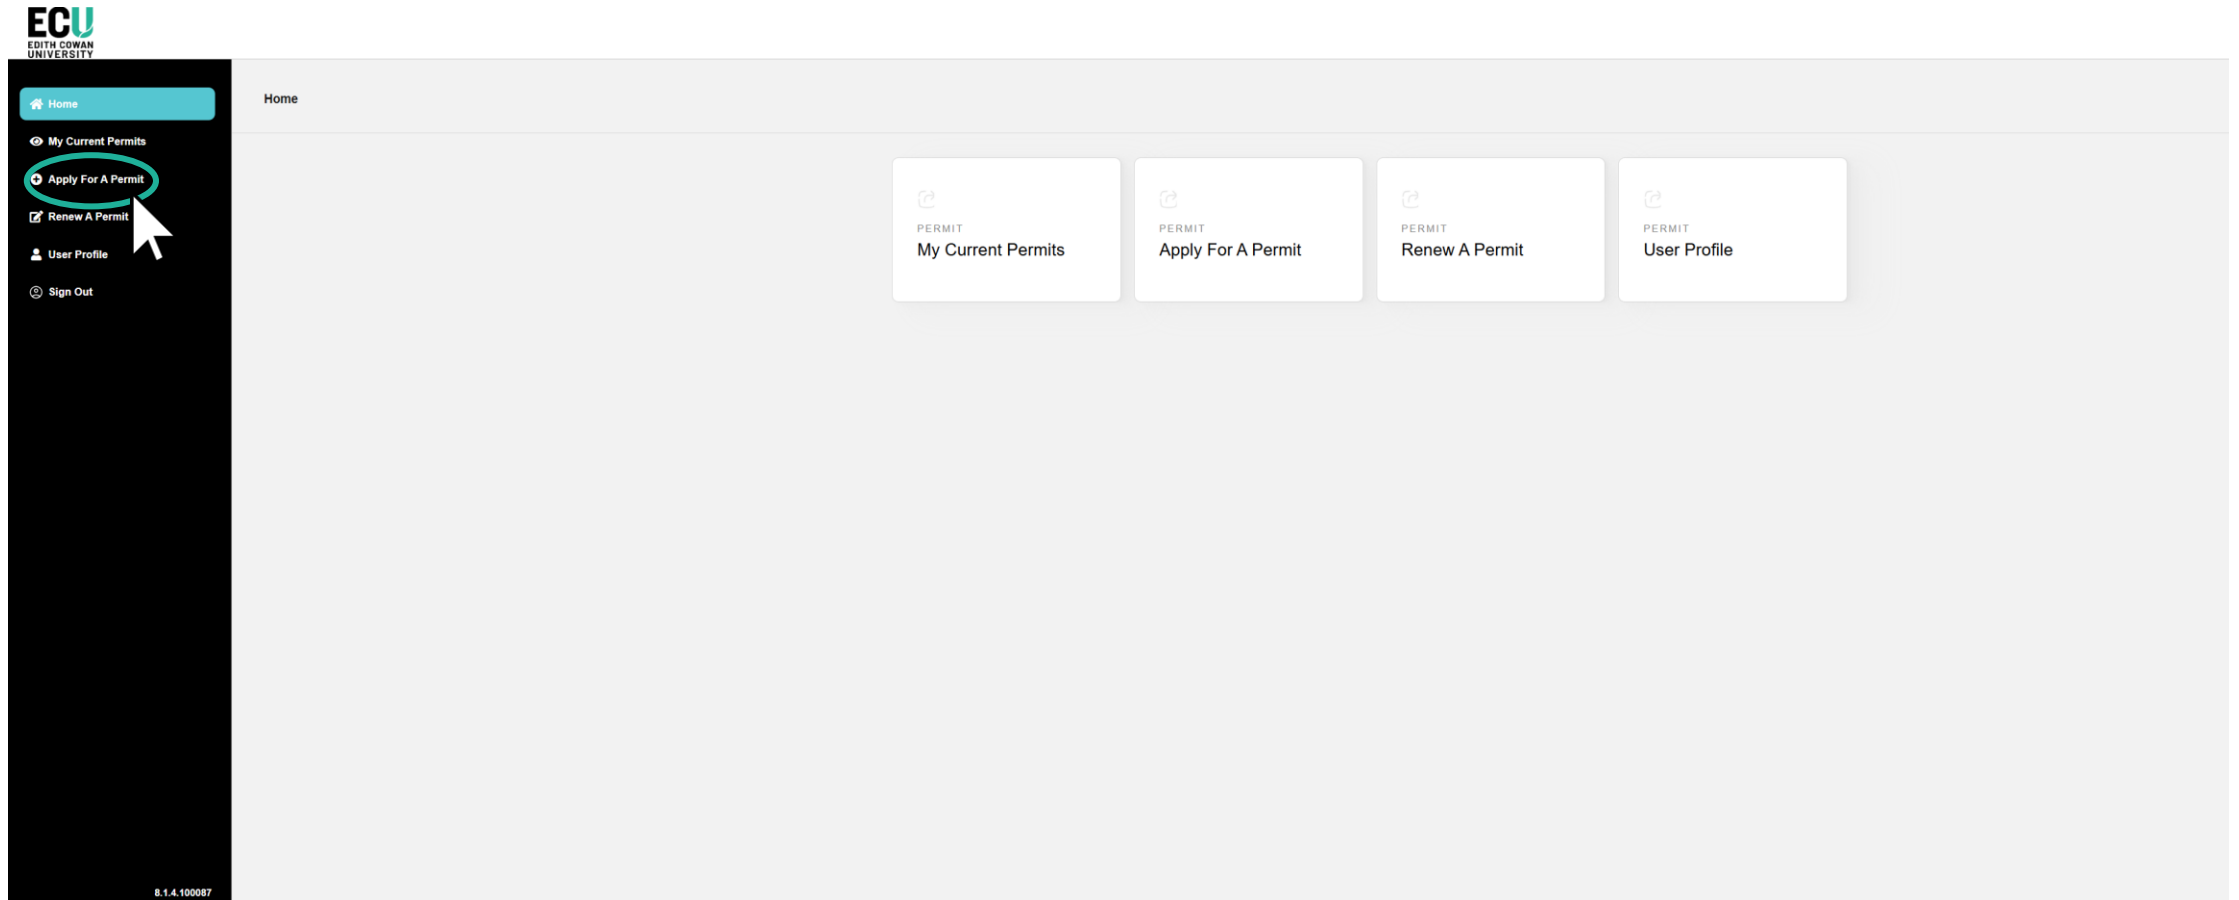 ECU
EDITH COWAN
UNIVERSITY
Home
My Current Permits
Apply For A Permit
Renew A Permit
User Profile
Sign Out
8.1.4.100087
Home
PERMIT
My Current Permits
PERMIT
Apply For A Permit
PERMIT
Renew A Permit
PERMIT
User Profile